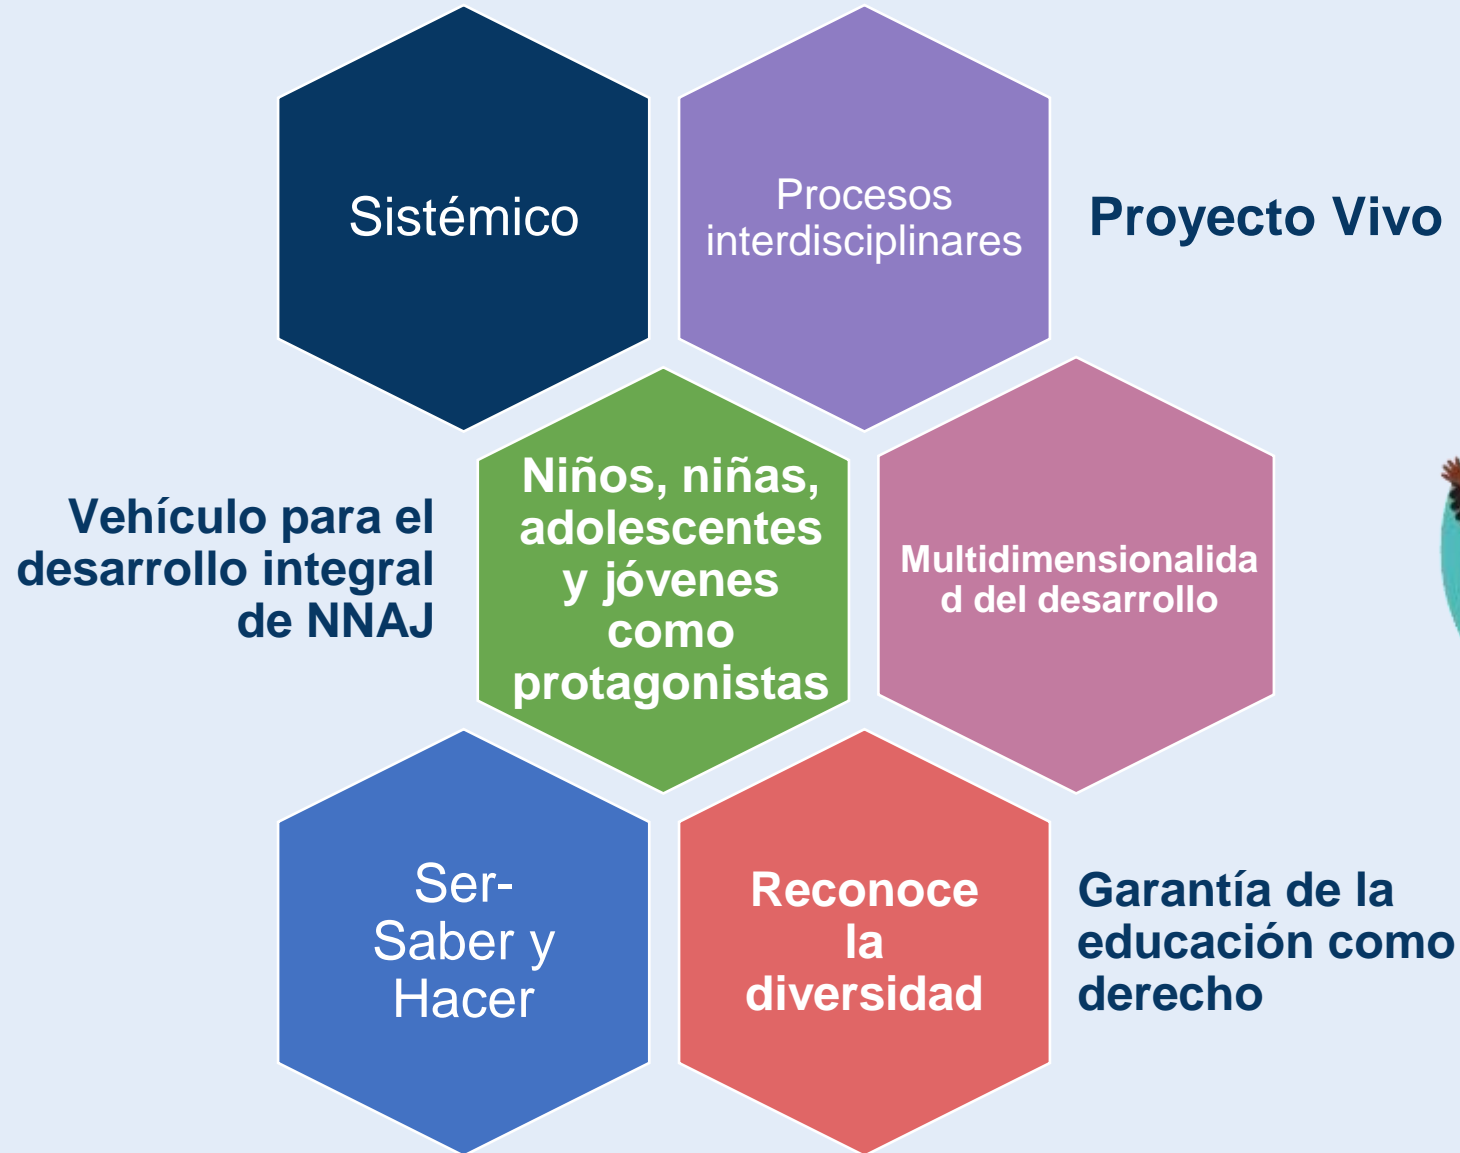 Sistémico
Procesos
interdisciplinares
Proyecto Vivo
Vehículo para el
desarrollo integral
de NNAJ
Niños, niñas,
adolescentes
y jóvenes
como
protagonistas
Multidimensionalida
d del desarrollo
Ser-
Saber y
Hacer
Reconoce
la
diversidad
Garantía de la
educación como
derecho